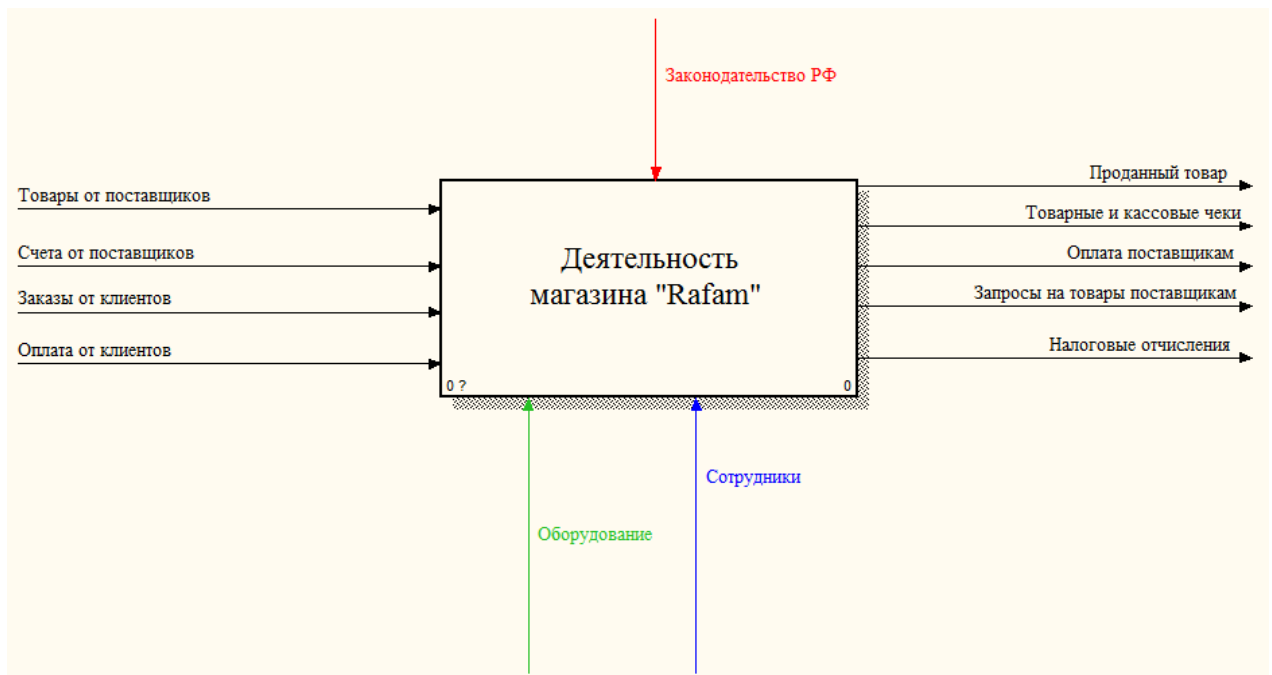 Законодательство РФ
Товары от поставщиков
Счета от поставщиков
Заказы от клиентов
Оплата от клиентов
Деятельность
магазина "Rafam"
0 ?
0
Проданный товар
Товарные и кассовые чеки
Оплата поставщикам
Запросы на товары поставщикам
Налоговые отчисления
Сотрудники
Оборудование